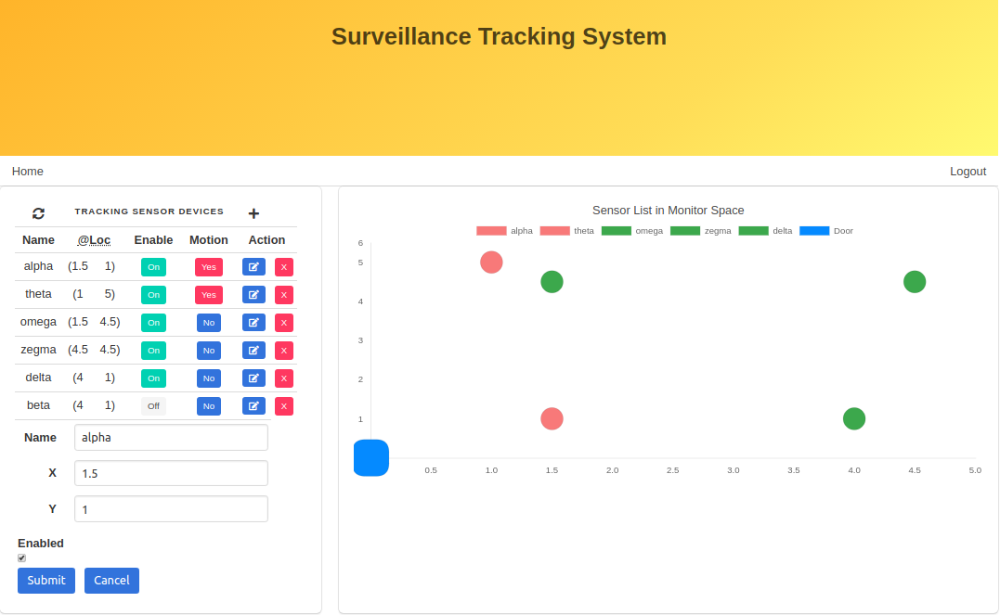 Surveillance Tracking System
Home Logout
TRACKING SENSOR DEVICES +
Name @Loc Enable Motion Action
alpha (1.5 1) On Yes X
theta (1 5) On Yes X
omega (1.5 4.5) On No X
zegma (4.5 4.5) On No X
delta (4 1) On No X
beta (4 1) Off No X
Name alpha
X 1.5
Y 1
Enabled
Submit Cancel
Sensor List in Monitor Space
alpha theta omega zegma delta Door
6
5
4
3
2
1
0.5 1.0 1.5 2.0 2.5 3.0 3.5 4.0 4.5 5.0